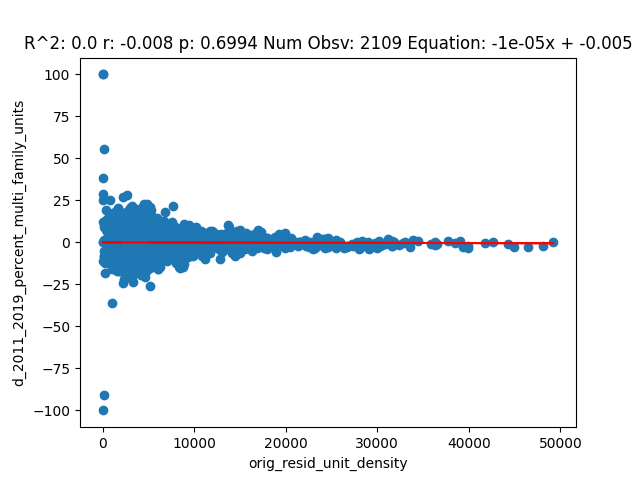 R^2: 0.0 r: -0.008 p: 0.6994 Num Obsv: 2109 Equation: -1e-05x + -0.005
100
75
50
25
0
−25
−50
−75
−100
d_2011_2019_percent_multi_family_units
0 10000 20000 30000 40000 50000
orig_resid_unit_density